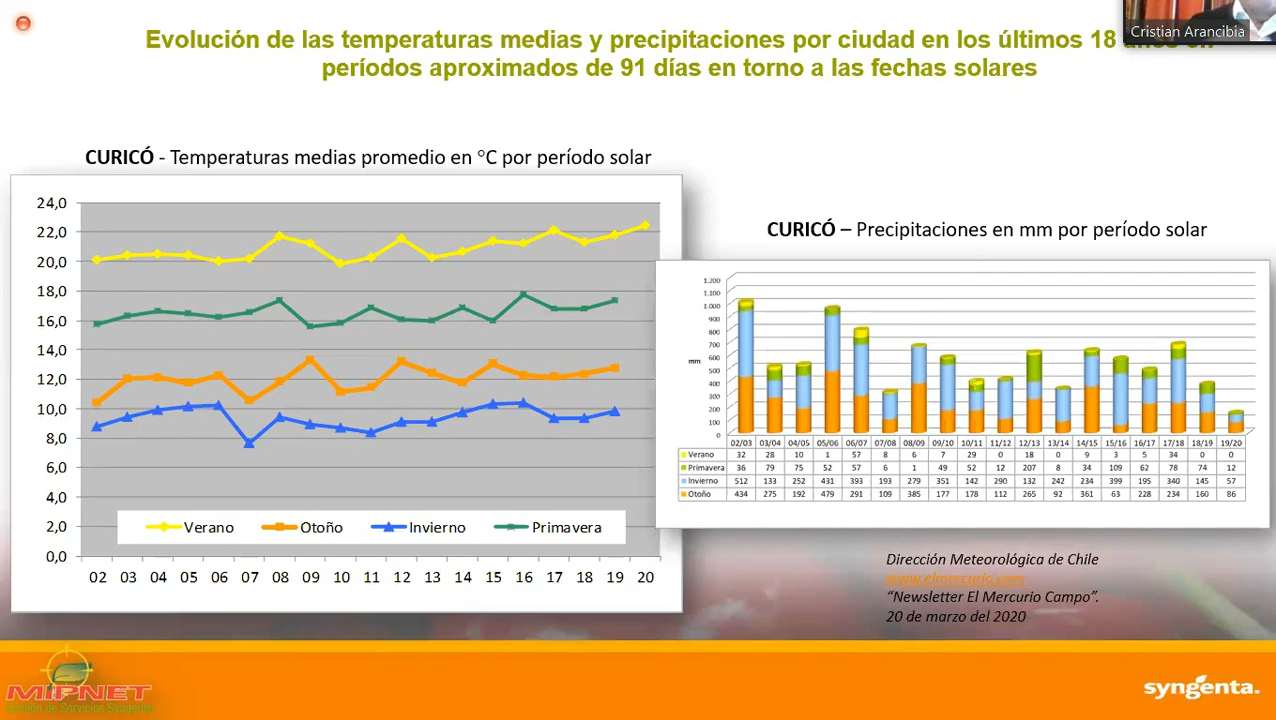 Cristian Arancibia
Evolución de las temperaturas medias y precipitaciones por ciudad en los últimos 18
períodos aproximados de 91 días en torno a las fechas solares
CURICÓ - Temperaturas medias promedio en °C por período solar
24,0
22,0
20,0
18,0
16,0
14,0
12,0
10,0
8,0
6,0
4,0
2,0
0,0
Verano Otoño Invierno Primavera
02 03 04 05 06 07 08 09 10 11 12 13 14 15 16 17 18 19 20
CURICÓ – Precipitaciones en mm por período solar
1.200
1.100
1.000
900
800
700
600
500
400
300
200
100
0
mm
02/03 03/04 04/05 05/06 06/07 07/08 08/09 09/10 10/11 11/12 12/13 13/14 14/15 15/16 16/17 17/18 18/19 19/20
Verano 32 28 10 1 57 8 6 7 29 0 18 0 9 3 5 34 0 0
Primavera 36 79 75 52 57 6 1 49 52 12 207 8 34 109 62 78 74 12
Invierno 512 133 252 431 393 193 279 351 142 290 132 242 234 399 195 340 145 57
Otoño 434 275 192 479 291 109 385 177 178 112 265 92 361 63 228 234 160 86
Dirección Meteorológica de Chile
www.elmercurio.com
“Newsletter El Mercurio Campo”.
20 de marzo del 2020
MIPNET
de Servicios Syngenta
syngenta.